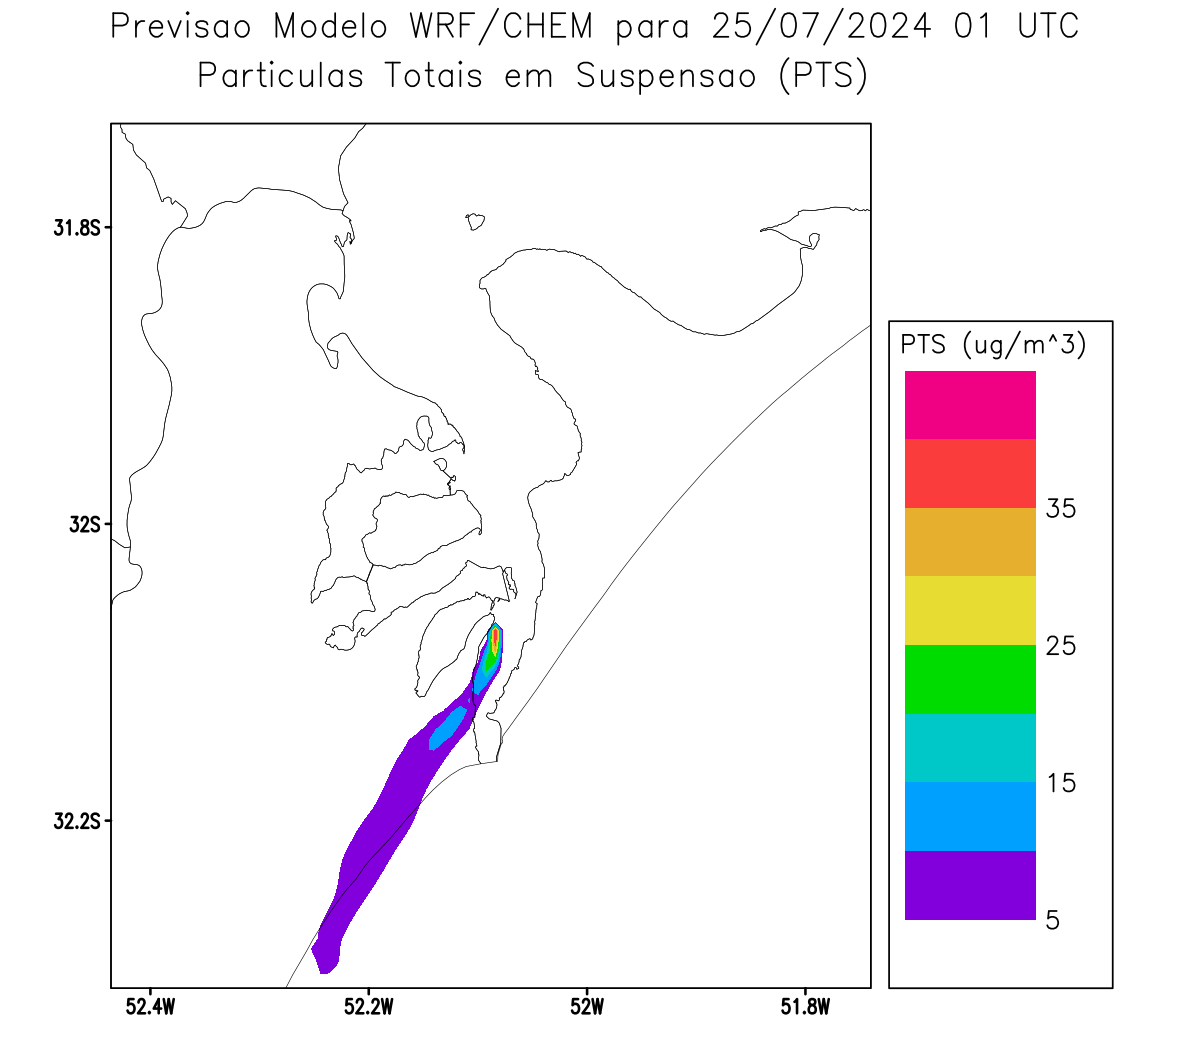 Previsao Modelo WRF/CHEM para 25/07/2024 01 UTC
Particulas Totais em Suspensao (PTS)
31.8S
32S
32.2S
52.4W
52.2W
52W
51.8W
PTS (ug/m^3)
35
25
15
5